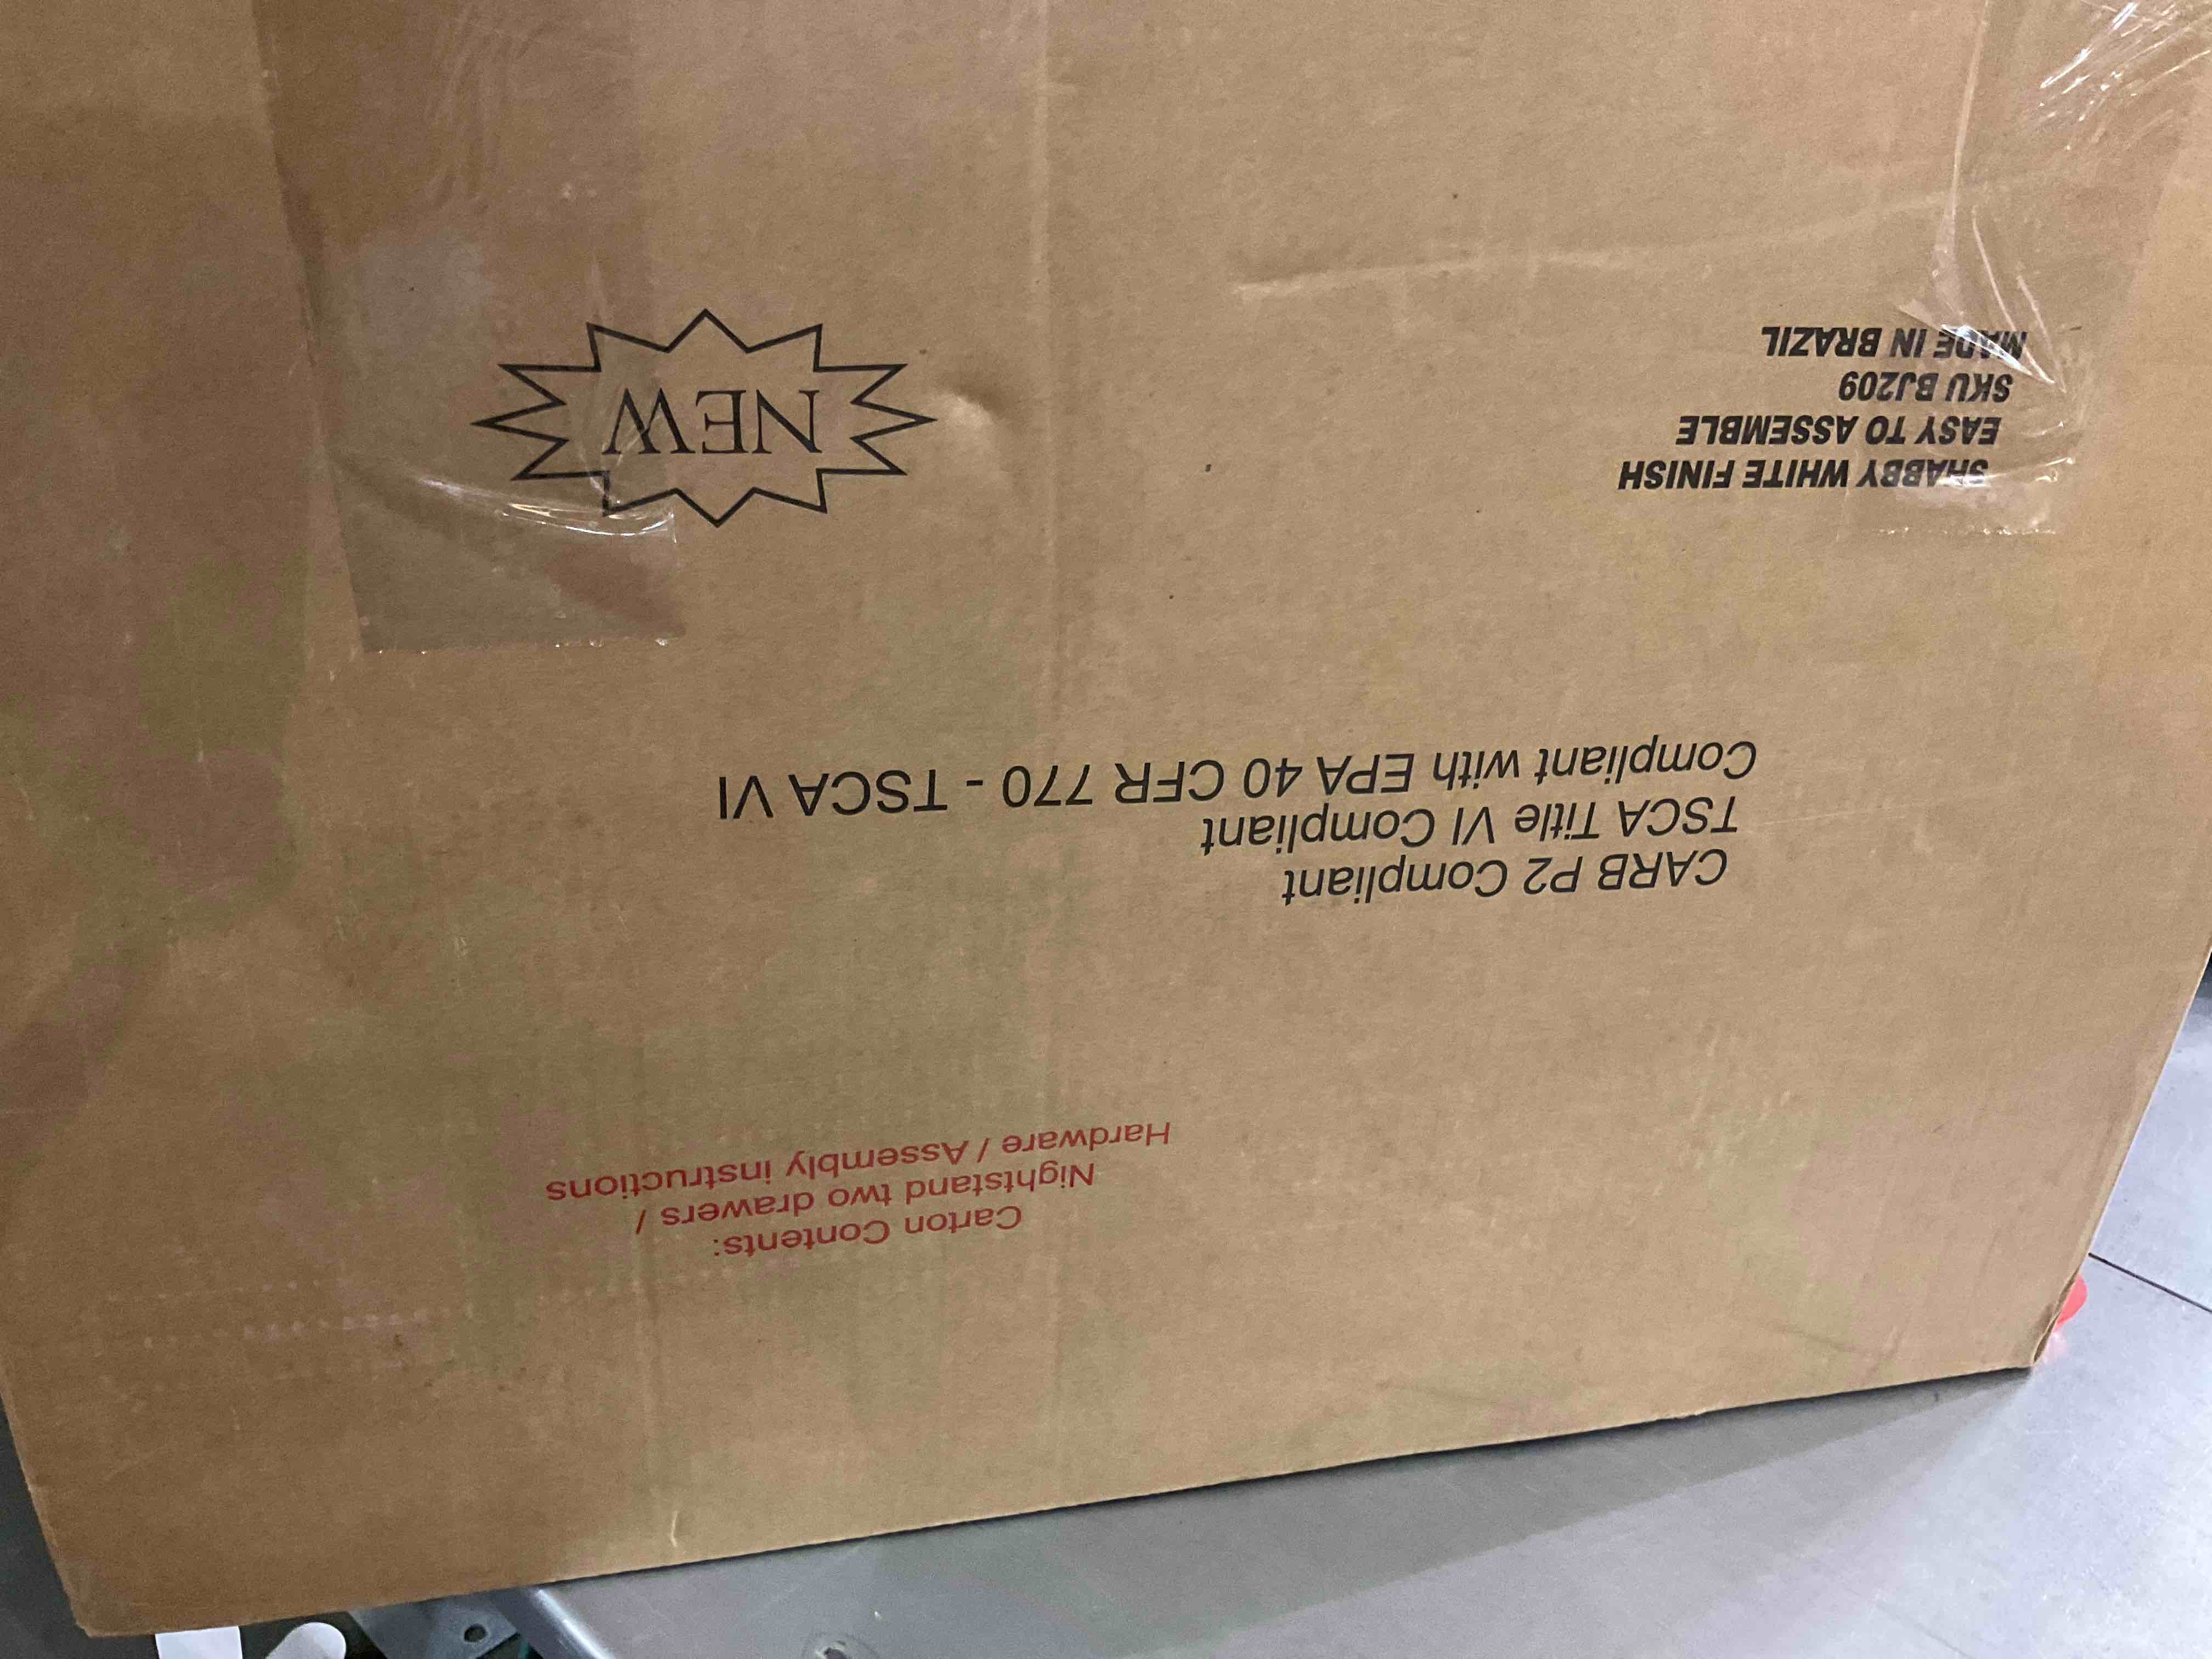 Carton Contents:
Nightstand two drawers /
Hardware / Assembly instructions
CARB P2 Compliant
TSCA Title VI Compliant
Compliant with EPA 40 CFR 770 - TSCA VI
SHABBY WHITE FINISH
EASY TO ASSEMBLE
SKU BJ209
MADE IN BRAZIL
NEW